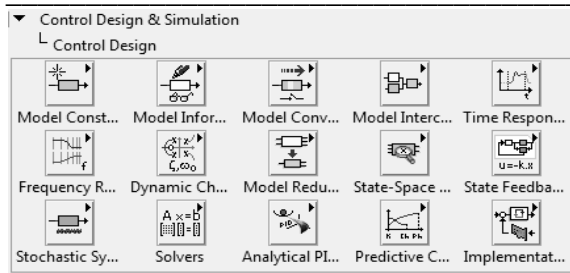 Control Design & Simulation
Control Design
Model Const... Model Infor... Model Conv... Model Interc... Time Respon...
Frequency R... Dynamic Ch... Model Redu... State-Space ... State Feedba...
Stochastic Sy... Solvers Analytical PI... Predictive C... Implementat...